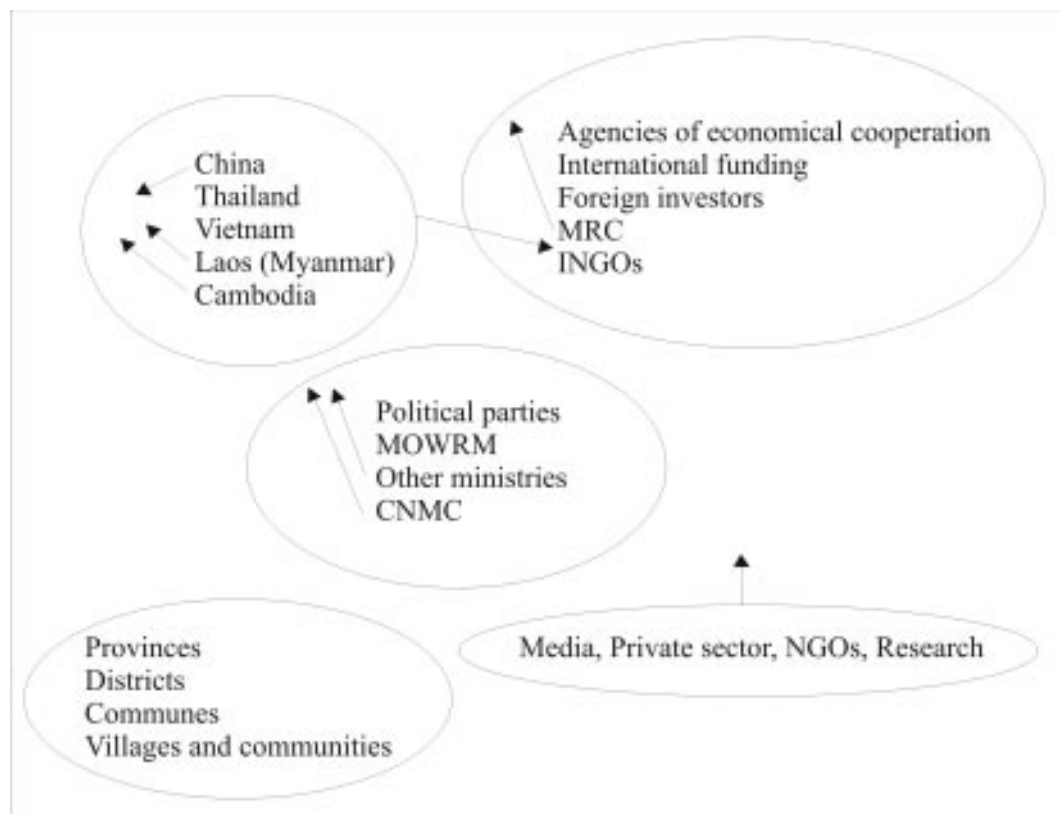 China
Thailand
Vietnam
Laos (Myanmar)
Cambodia
Agencies of economical cooperation
International funding
Foreign investors
MRC
INGOs
Political parties
MOWRM
Other ministries
CNMC
Media, Private sector, NGOs, Research
Provinces
Districts
Communes
Villages and communities